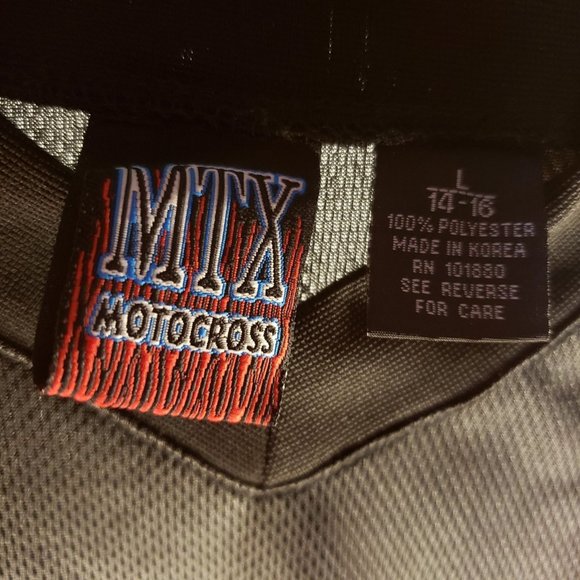 MTX
MOTOCROSS
L
14-16
100% POLYESTER
MADE IN KOREA
RN 101880
SEE REVERSE
FOR CARE